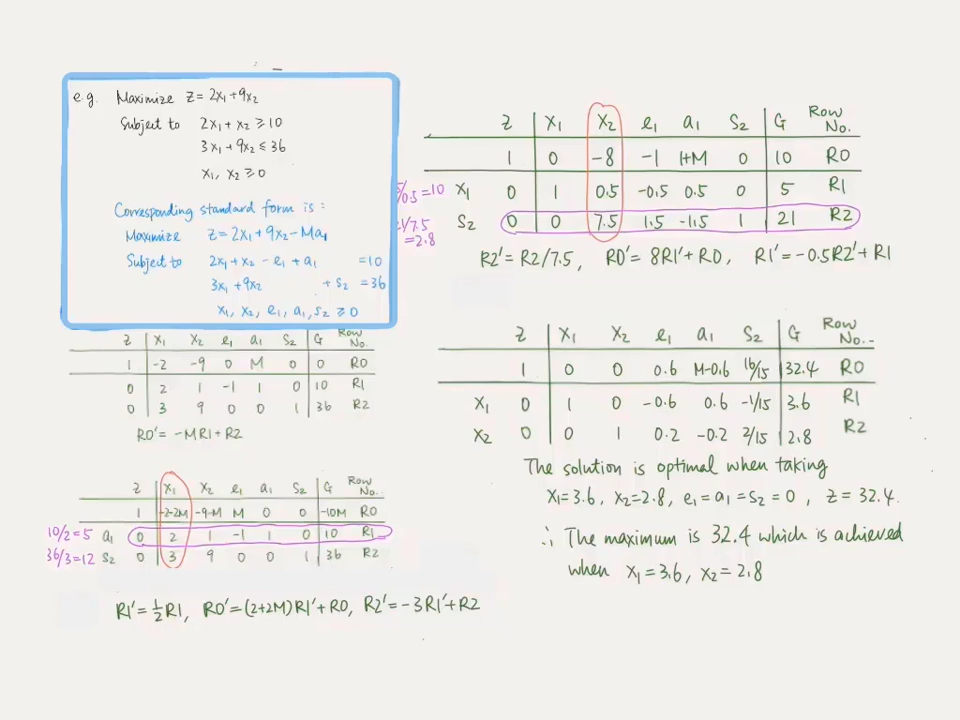 e.g. Maximize z = 2x₁+9x₂
Subject to 2x₁+x₂ ≥ 10
3x₁+9x₂ ≤ 36
x₁, x₂ ≥ 0
Corresponding standard form is :
Maximize z = 2x₁+9x₂-Ma₁
Subject to 2x₁+x₂ - e₁ + a₁ = 10
3x₁+9x₂ + s₂ = 36
x₁, x₂, e₁, a₁, s₂ ≥ 0
z x₁ x₂ e₁ a₁ s₂ G Row No.
1 -2 -9 0 M 0 0 R0
0 2 1 -1 1 0 10 R1
0 3 9 0 0 1 36 R2
R0' = -MR1+R2
z x₁ x₂ e₁ a₁ s₂ G Row No.
1 -2-2M -9-M M 0 0 -10M R0
10/2=5 a₁ 0 2 1 -1 1 0 10 R1
36/3=12 s₂ 0 3 9 0 0 1 36 R2
R1' = ½R1, R0' = (2+2M)R1'+R0, R2' = -3R1'+R2
z x₁ x₂ e₁ a₁ s₂ G Row No.
1 0 -8 -1 1+M 0 10 R0
/0.5=10 x₁ 0 1 0.5 -0.5 0.5 0 5 R1
/7.5 =2.8 s₂ 0 0 7.5 1.5 -1.5 1 21 R2
R2' = R2/7.5, R0' = 8R1'+R0, R1' = -0.5R2'+R1
z x₁ x₂ e₁ a₁ s₂ G Row No.
1 0 0 0.6 M-0.6 16/15 32.4 R0
x₁ 0 1 0 -0.6 0.6 -1/15 3.6 R1
x₂ 0 0 1 0.2 -0.2 2/15 2.8 R2
The solution is optimal when taking
x₁=3.6, x₂=2.8, e₁=a₁=s₂=0, z=32.4.
∴ The maximum is 32.4 which is achieved
when x₁=3.6, x₂=2.8